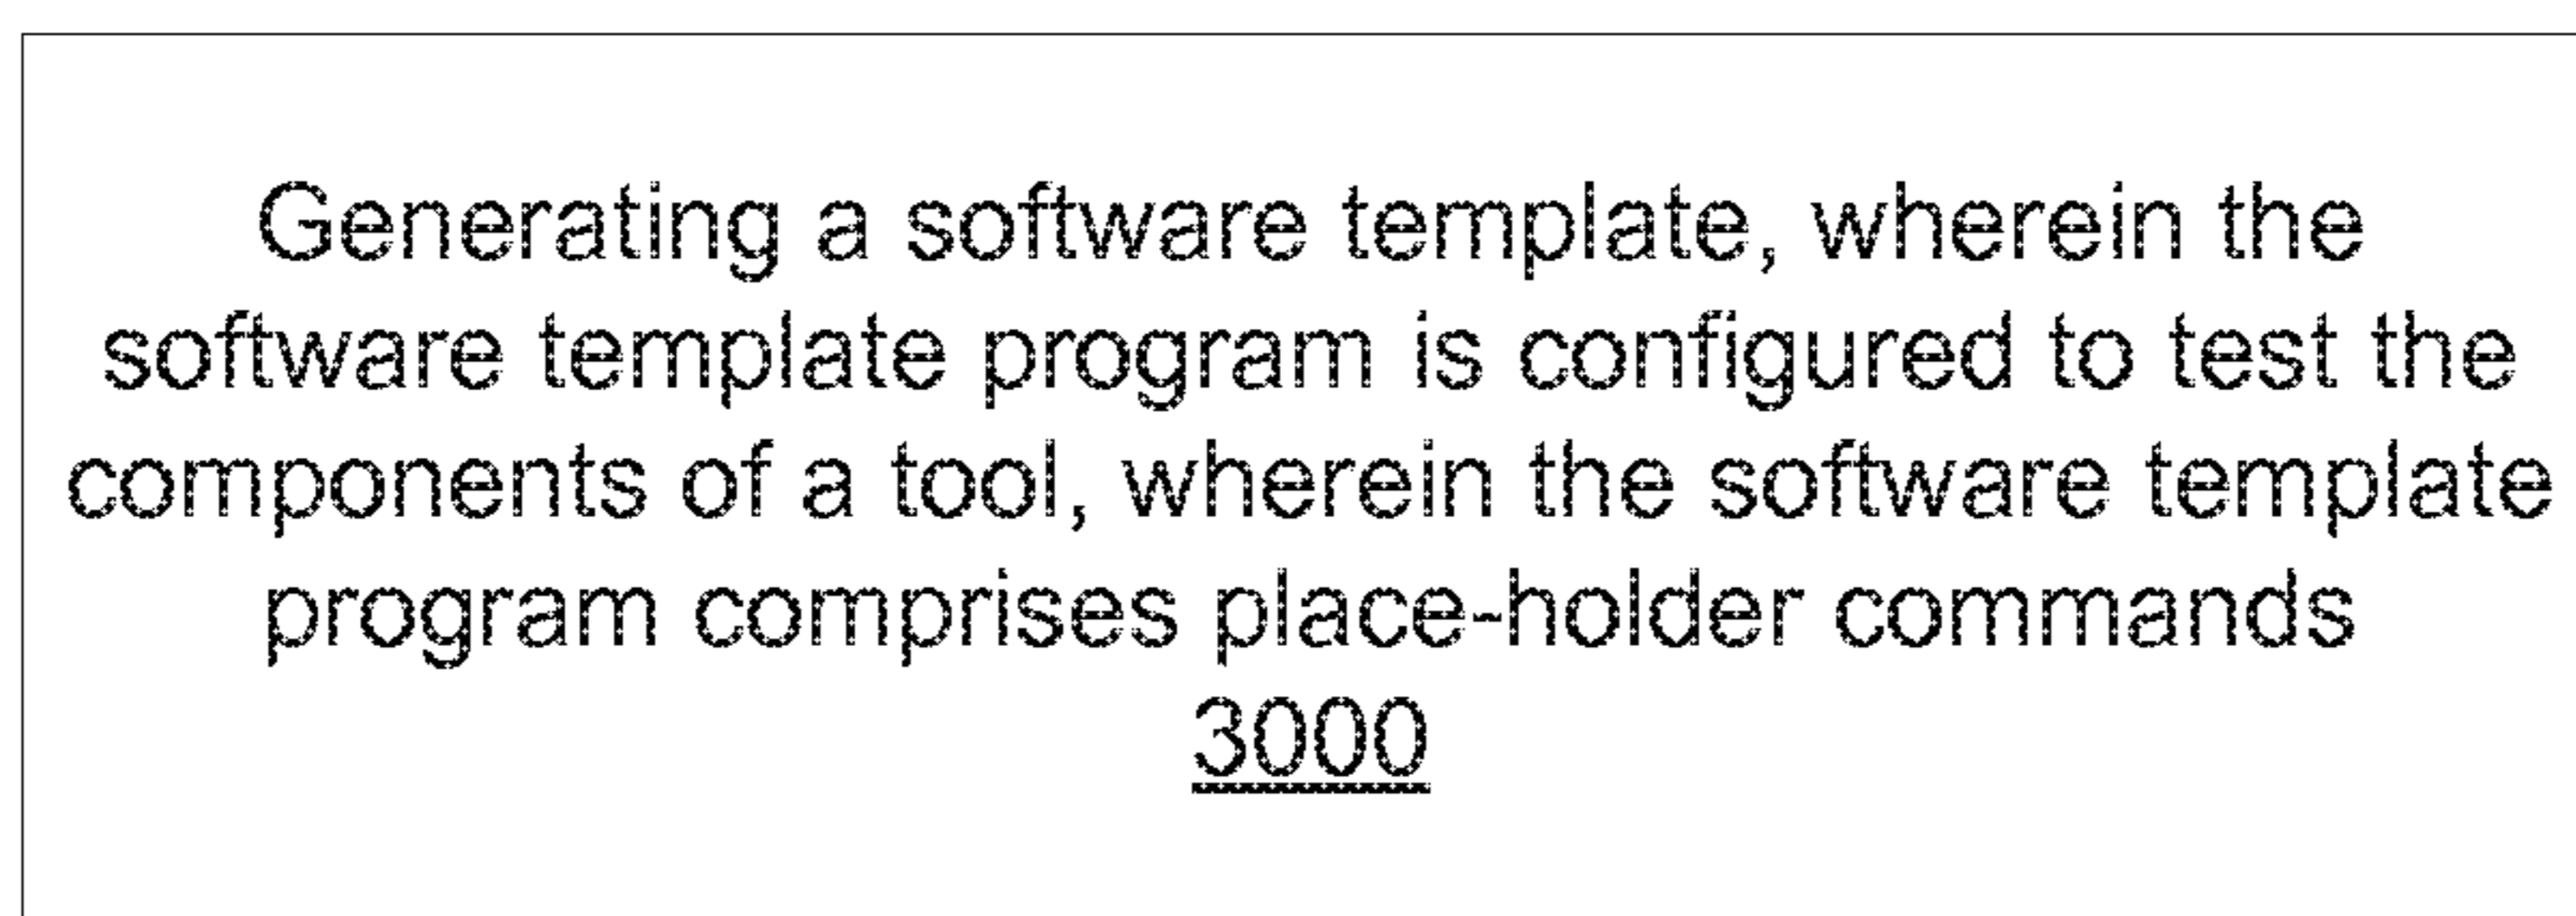 Generating a software template, wherein the
software template program is configured to test the
components of a tool, wherein the software template
program comprises place-holder commands
3000